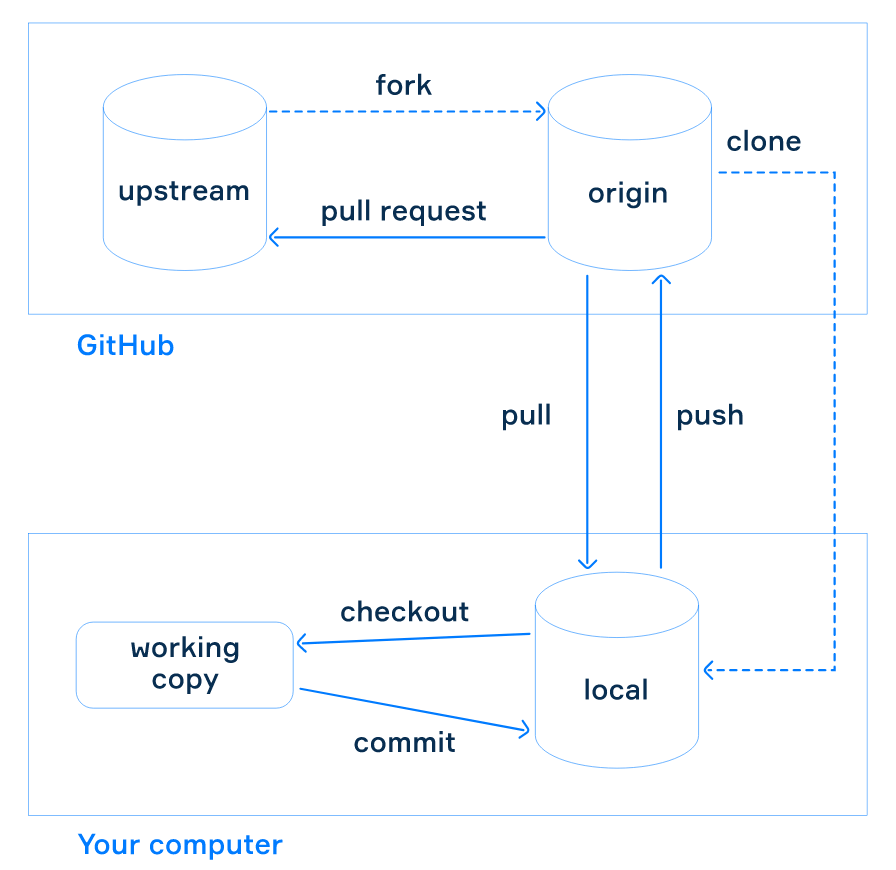 fork
clone
upstream
origin
pull request
GitHub
pull
push
checkout
working
copy
local
commit
Your computer